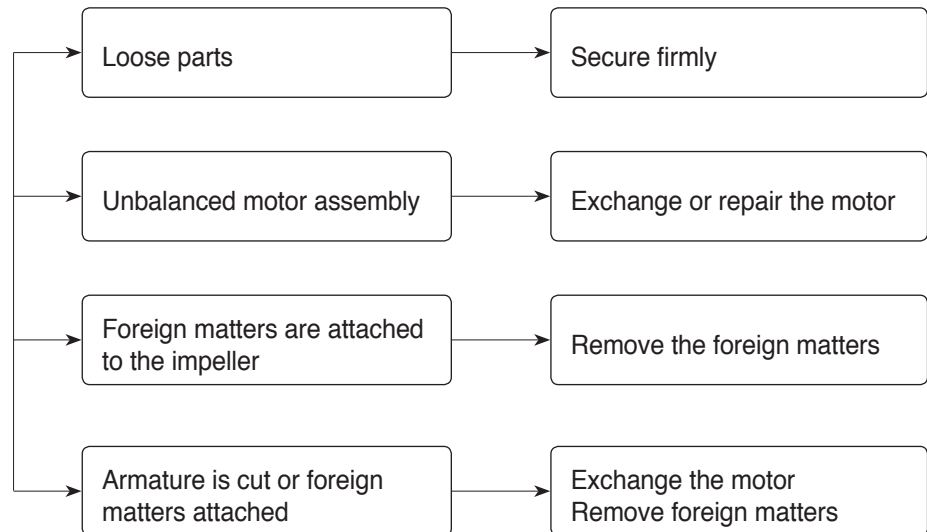 Loose parts
Secure firmly
Unbalanced motor assembly
Exchange or repair the motor
Foreign matters are attached
to the impeller
Remove the foreign matters
Armature is cut or foreign
matters attached
Exchange the motor
Remove foreign matters